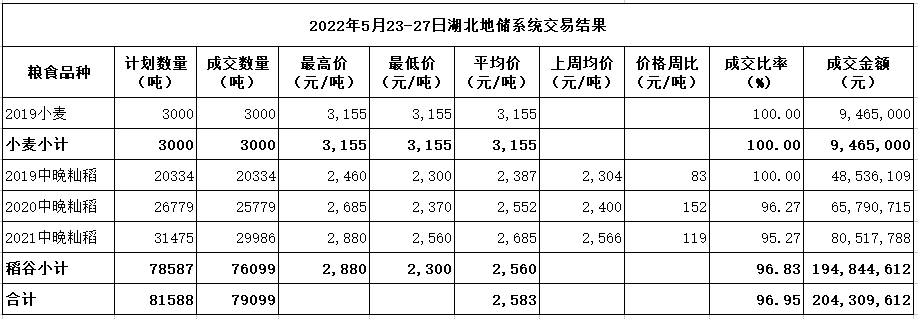 2022年5月23-27日湖北地储系统交易结果
粮食品种 计划数量（吨） 成交数量（吨） 最高价（元/吨） 最低价（元/吨） 平均价（元/吨） 上周均价（元/吨） 价格周比（元/吨） 成交比率（%） 成交金额（元）
2019小麦 3000 3000 3,155 3,155 3,155 100.00 9,465,000
小麦小计 3000 3000 3,155 3,155 3,155 100.00 9,465,000
2019中晚籼稻 20334 20334 2,460 2,300 2,387 2,304 83 100.00 48,536,109
2020中晚籼稻 26779 25779 2,685 2,370 2,552 2,400 152 96.27 65,790,715
2021中晚籼稻 31475 29986 2,880 2,560 2,685 2,566 119 95.27 80,517,788
稻谷小计 78587 76099 2,880 2,300 2,560 96.83 194,844,612
合计 81588 79099 2,583 96.95 204,309,612